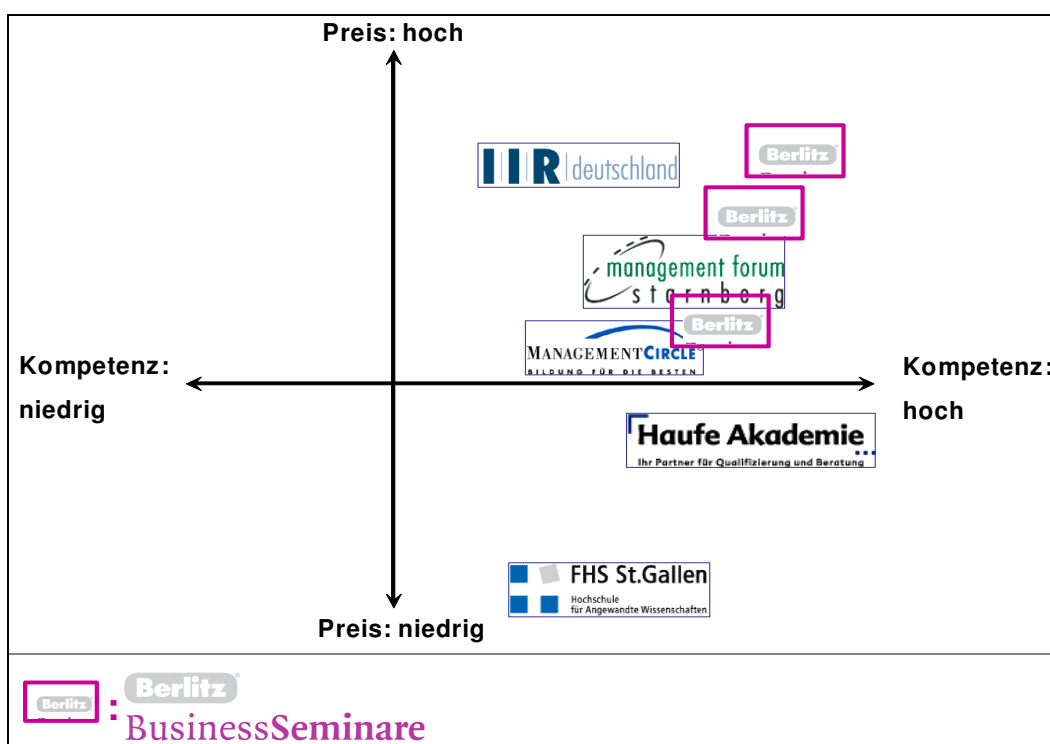 Preis: hoch
IIR deutschland
Berlitz
Berlitz
management forum
starnberg
Berlitz
MANAGEMENTCIRCLE
BILDUNG FÜR DIE BESTEN
Kompetenz:
niedrig
Kompetenz:
hoch
Haufe Akademie
Ihr Partner für Qualifizierung und Beratung
FHS St.Gallen
Hochschule
für Angewandte Wissenschaften
Preis: niedrig
Berlitz
:
Berlitz
BusinessSeminare